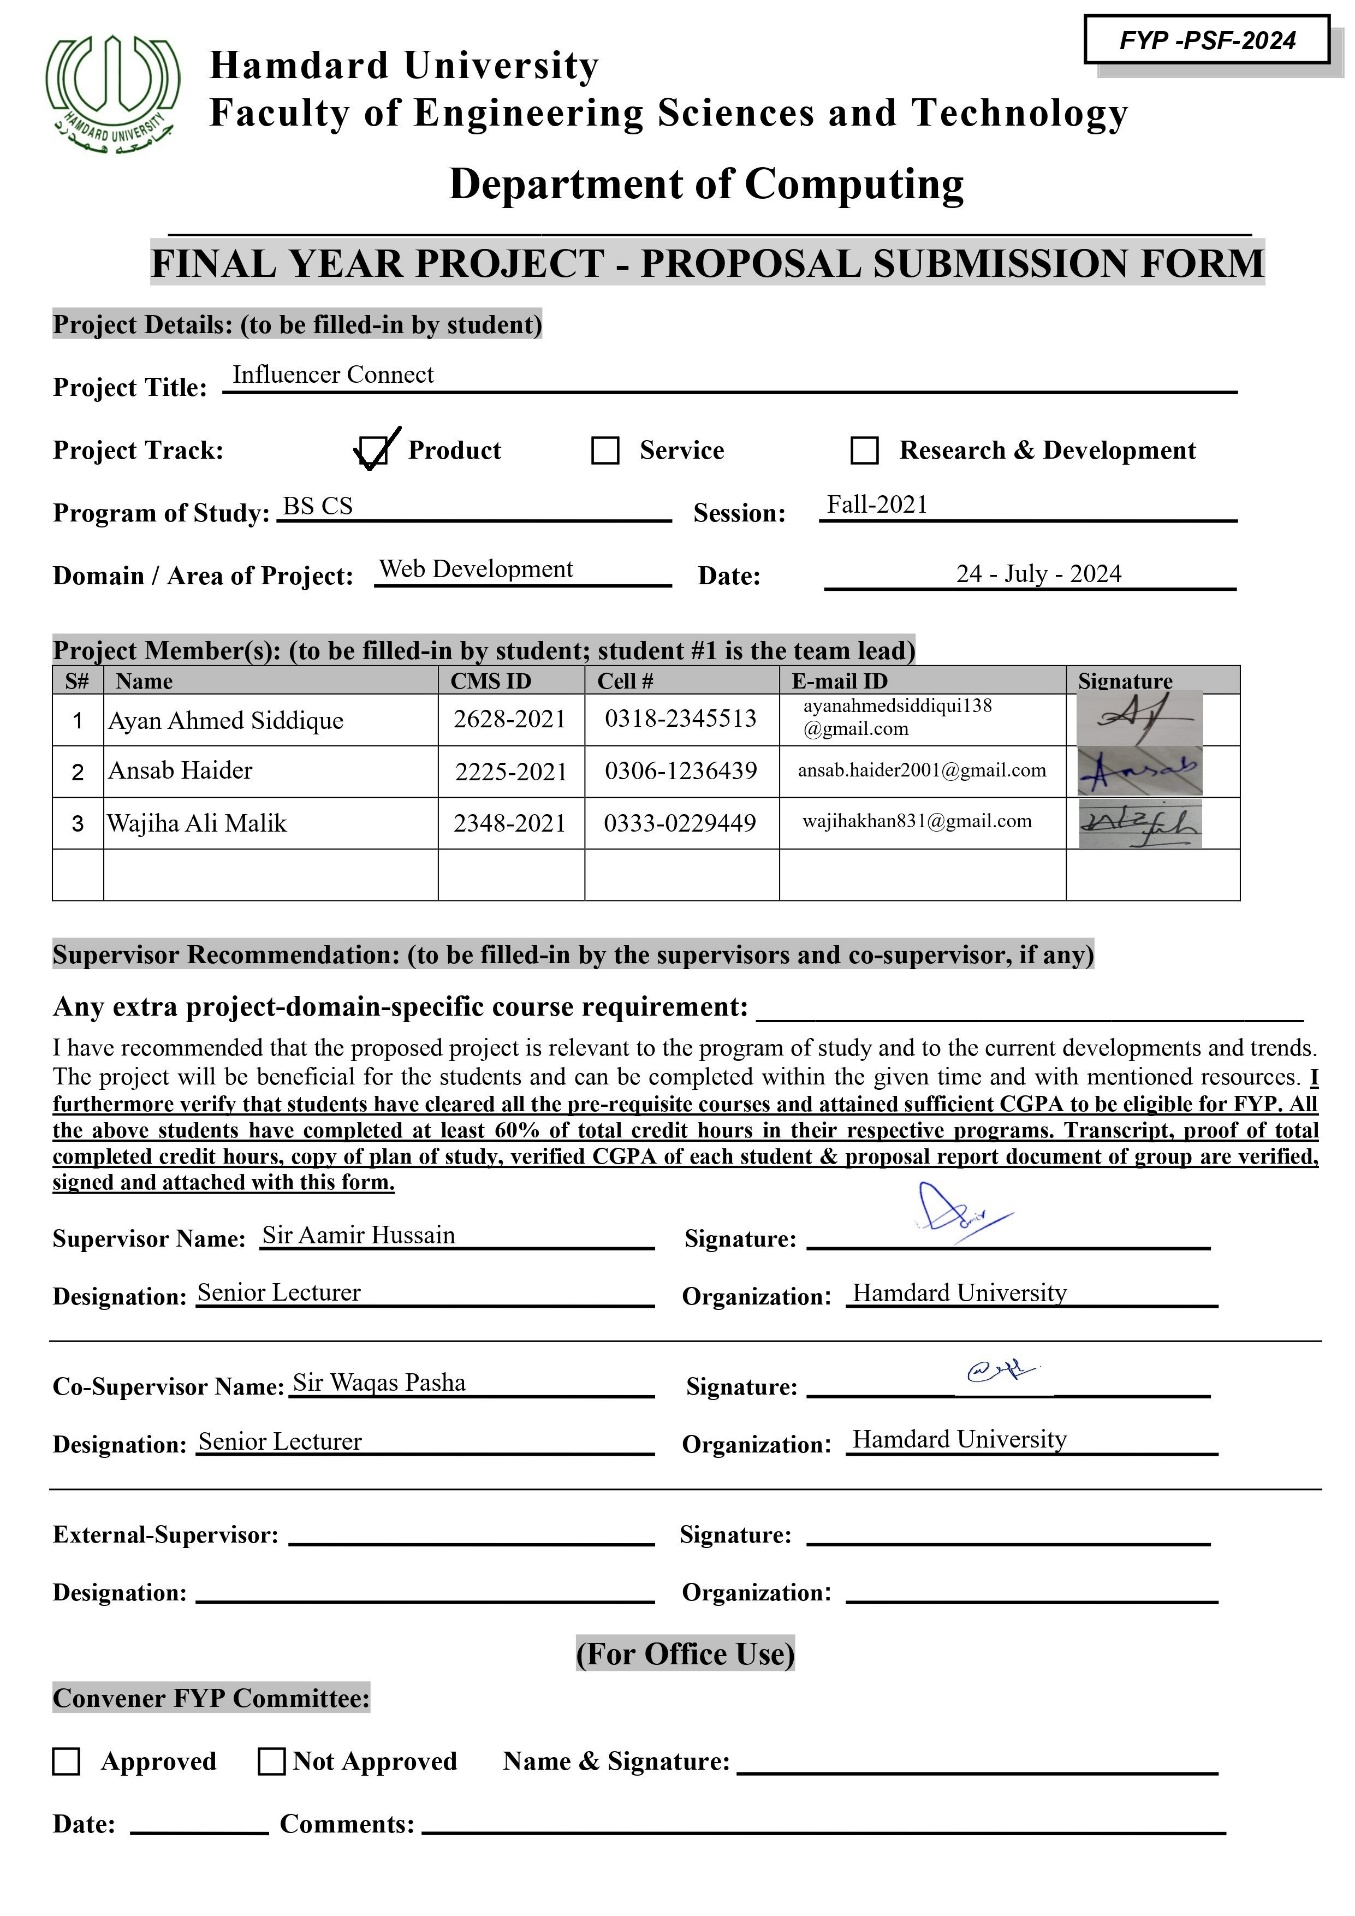 FYP -PSF-2024
HAMDARD UNIVERSITY
جامعه همدرد
Hamdard University
Faculty of Engineering Sciences and Technology
Department of Computing
FINAL YEAR PROJECT - PROPOSAL SUBMISSION FORM
Project Details: (to be filled-in by student)
Project Title: Influencer Connect
Project Track: Product Service Research & Development
Program of Study: BS CS Session: Fall-2021
Domain / Area of Project: Web Development Date: 24 - July - 2024
Project Member(s): (to be filled-in by student; student #1 is the team lead)
S# Name CMS ID Cell # E-mail ID Signature
1 Ayan Ahmed Siddique 2628-2021 0318-2345513 ayanahmedsiddiqui138
@gmail.com
2 Ansab Haider 2225-2021 0306-1236439 ansab.haider2001@gmail.com Ansab
3 Wajiha Ali Malik 2348-2021 0333-0229449 wajihakhan831@gmail.com
Supervisor Recommendation: (to be filled-in by the supervisors and co-supervisor, if any)
Any extra project-domain-specific course requirement:
I have recommended that the proposed project is relevant to the program of study and to the current developments and trends.
The project will be beneficial for the students and can be completed within the given time and with mentioned resources. I
furthermore verify that students have cleared all the pre-requisite courses and attained sufficient CGPA to be eligible for FYP. All
the above students have completed at least 60% of total credit hours in their respective programs. Transcript, proof of total
completed credit hours, copy of plan of study, verified CGPA of each student & proposal report document of group are verified,
signed and attached with this form.
Supervisor Name: Sir Aamir Hussain Signature:
Designation: Senior Lecturer Organization: Hamdard University
Co-Supervisor Name: Sir Waqas Pasha Signature:
Designation: Senior Lecturer Organization: Hamdard University
External-Supervisor: Signature:
Designation: Organization:
(For Office Use)
Convener FYP Committee:
Approved Not Approved Name & Signature:
Date: Comments: